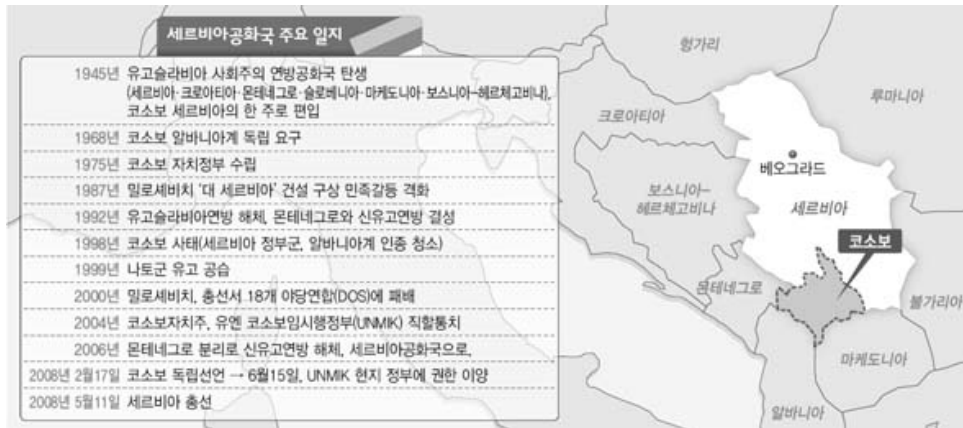 세르비아공화국 주요 일지
1945년 유고슬라비아 사회주의 연방공화국 탄생
(세르비아·크로아티아·몬테네그로·슬로베니아·마케도니아·보스니아-헤르체고비나),
코소보 세르비아의 한 주로 편입
1968년 코소보 알바니아계 독립 요구
1975년 코소보 자치정부 수립
1987년 밀로셰비치 '대 세르비아' 건설 구상 민족갈등 격화
1992년 유고슬라비아연방 해체, 몬테네그로와 신유고연방 결성
1998년 코소보 사태(세르비아 정부군, 알바니아계 인종 청소)
1999년 나토군 유고 공습
2000년 밀로셰비치, 총선서 18개 야당연합(DOS)에 패배
2004년 코소보자치주, 유엔 코소보임시행정부(UNMIK) 직할통치
2006년 몬테네그로 분리로 신유고연방 해체, 세르비아공화국으로,
2008년 2월17일 코소보 독립선언 → 6월15일, UNMIK 현지 정부에 권한 이양
2008년 5월11일 세르비아 총선
헝가리
루마니아
크로아티아
베오그라드
보스니아-
헤르체고비나
세르비아
코소보
몬테네그로
불가리아
마케도니아
알바니아